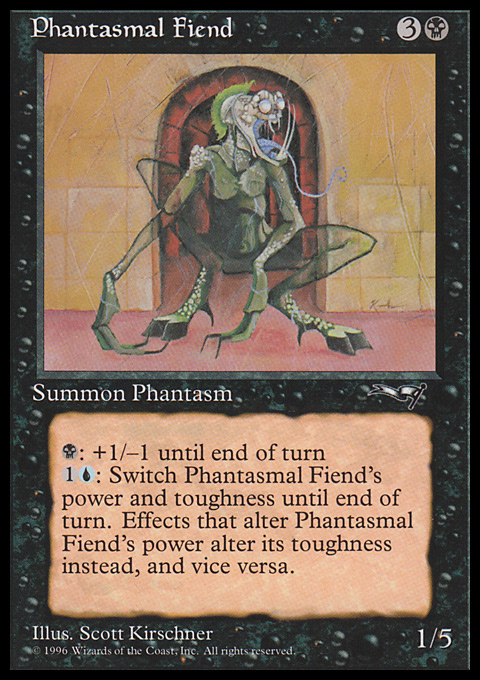 Phantasmal Fiend 3
Summon Phantasm
: +1/–1 until end of turn
1 : Switch Phantasmal Fiend's
power and toughness until end of
turn. Effects that alter Phantasmal
Fiend's power alter its toughness
instead, and vice versa.
Illus. Scott Kirschner
© 1996 Wizards of the Coast, Inc. All rights reserved.
1/5